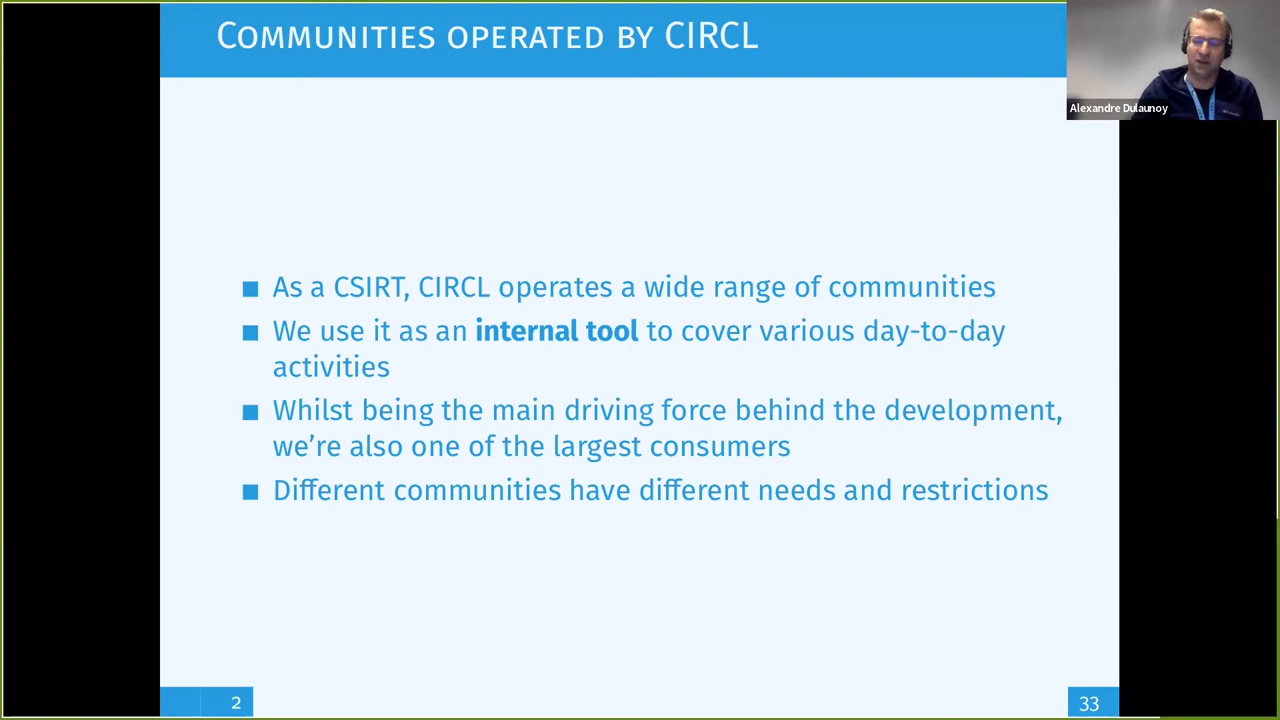 COMMUNITIES OPERATED BY CIRCL
Alexandre Dulaunoy
■ As a CSIRT, CIRCL operates a wide range of communities
■ We use it as an internal tool to cover various day-to-day
activities
■ Whilst being the main driving force behind the development,
we're also one of the largest consumers
■ Different communities have different needs and restrictions
2
33